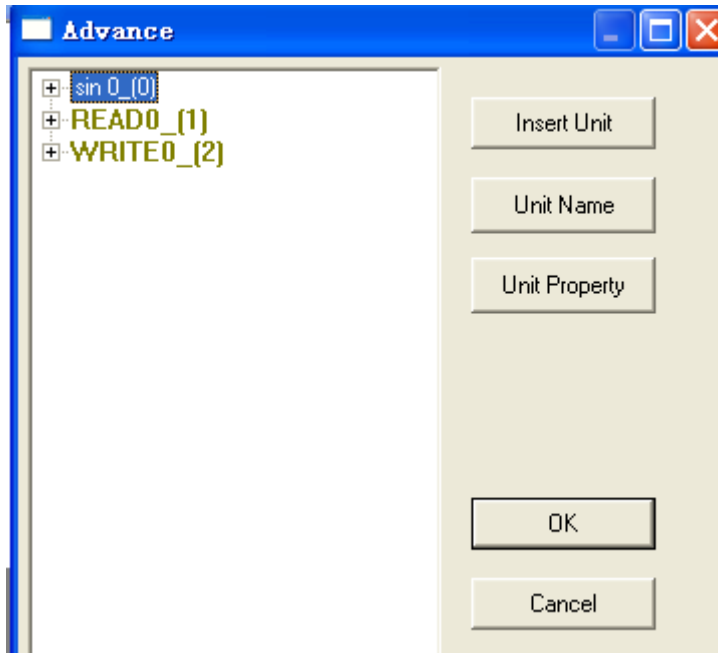 Advance
sin 0_(0)
READ0_(1)
WRITE0_(2)
Insert Unit
Unit Name
Unit Property
OK
Cancel